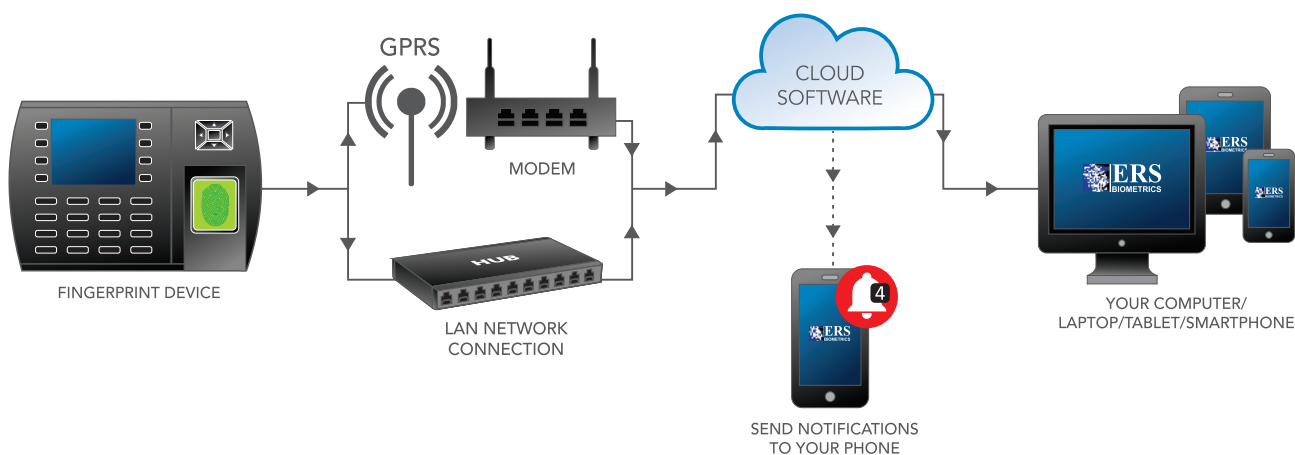 GPRS
MODEM
FINGERPRINT DEVICE
HUB
LAN NETWORK
CONNECTION
CLOUD
SOFTWARE
4
ERS
BIOMETRICS
SEND NOTIFICATIONS
TO YOUR PHONE
ERS
BIOMETRICS
ERS
BIOMETRICS
ERS
BIOMETRICS
YOUR COMPUTER/
LAPTOP/TABLET/SMARTPHONE